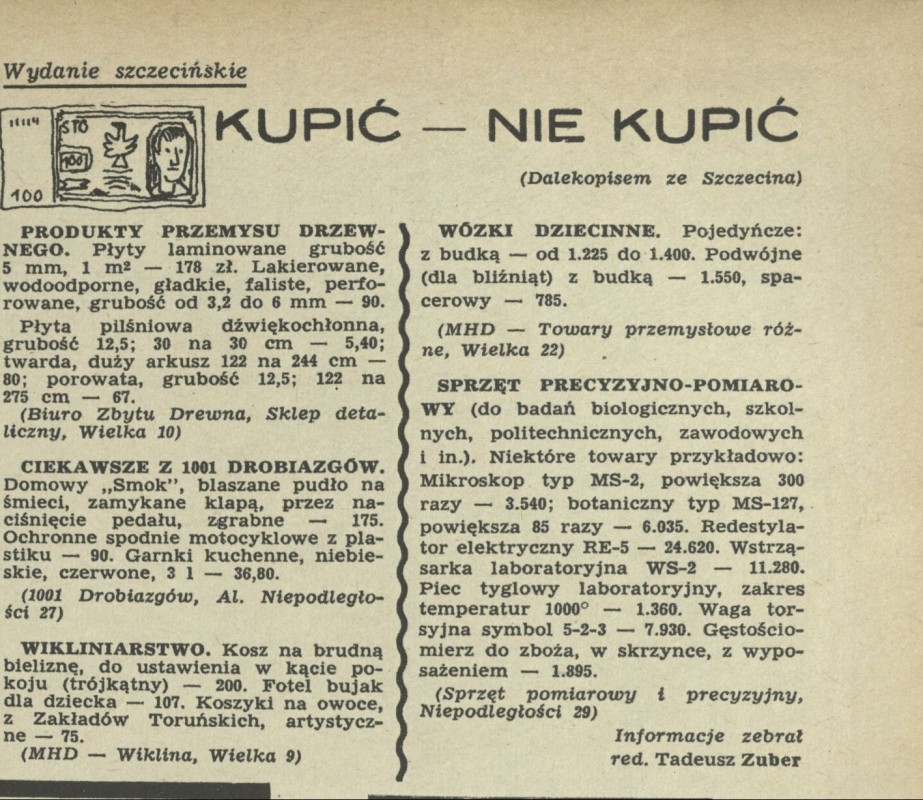 Wydanie szczecińskie
STO
100
100
KUPIĆ — NIE KUPIĆ
(Dalekopisem ze Szczecina)
PRODUKTY PRZEMYSU DRZEW-
NEGO. Płyty laminowane grubość
5 mm, 1 m² — 178 zł. Lakierowane,
wodoodporne, gładkie, faliste, perfo-
rowane, grubość od 3,2 do 6 mm — 90.
Płyta pilśniowa dźwiękochłonna,
grubość 12,5; 30 na 30 cm — 5,40;
twarda, duży arkusz 122 na 244 cm —
80; porowata, grubość 12,5; 122 na
275 cm — 67.
(Biuro Zbytu Drewna, Sklep deta-
liczny, Wielka 10)
CIEKAWSZE Z 1001 DROBIAZGÓW.
Domowy „Smok", blaszane pudło na
śmieci, zamykane klapą, przez na-
ciśnięcie pedału, zgrabne — 175.
Ochronne spodnie motocyklowe z pla-
stiku — 90. Garnki kuchenne, niebie-
skie, czerwone, 3 l — 36,80.
(1001 Drobiazgów, Al. Niepodległo-
ści 27)
WIKLINIARSTWO. Kosz na brudną
bieliznę, do ustawienia w kącie po-
koju (trójkątny) — 200. Fotel bujak
dla dziecka — 107. Koszyki na owoce,
z Zakładów Toruńskich, artystycz-
ne — 75.
(MHD — Wiklina, Wielka 9)
WÓZKI DZIECINNE. Pojedyńcze:
z budką — od 1.225 do 1.400. Podwójne
(dla bliźniąt) z budką — 1.550, spa-
cerowy — 785.
(MHD — Towary przemysłowe róż-
ne, Wielka 22)
SPRZĘT PRECYZYJNO-POMIARO-
WY (do badań biologicznych, szkol-
nych, politechnicznych, zawodowych
i in.). Niektóre towary przykładowo:
Mikroskop typ MS-2, powiększa 300
razy — 3.540; botaniczny typ MS-127,
powiększa 85 razy — 6.035. Redestyla-
tor elektryczny RE-5 — 24.620. Wstrzą-
sarka laboratoryjna WS-2 — 11.280.
Piec tyglowy laboratoryjny, zakres
temperatur 1000° — 1.360. Waga tor-
syjna symbol 5-2-3 — 7.930. Gęstościo-
mierz do zboża, w skrzynce, z wypo-
sażeniem — 1.895.
(Sprzęt pomiarowy i precyzyjny,
Niepodległości 29)
Informacje zebrał
red. Tadeusz Zuber